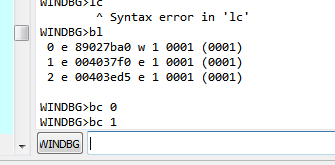 WINDBG>lc
^ Syntax error in 'lc'
WINDBG>bl
0 e 89027ba0 w 1 0001 (0001)
1 e 004037f0 e 1 0001 (0001)
2 e 00403ed5 e 1 0001 (0001)
WINDBG>bc 0
WINDBG>bc 1
WINDBG